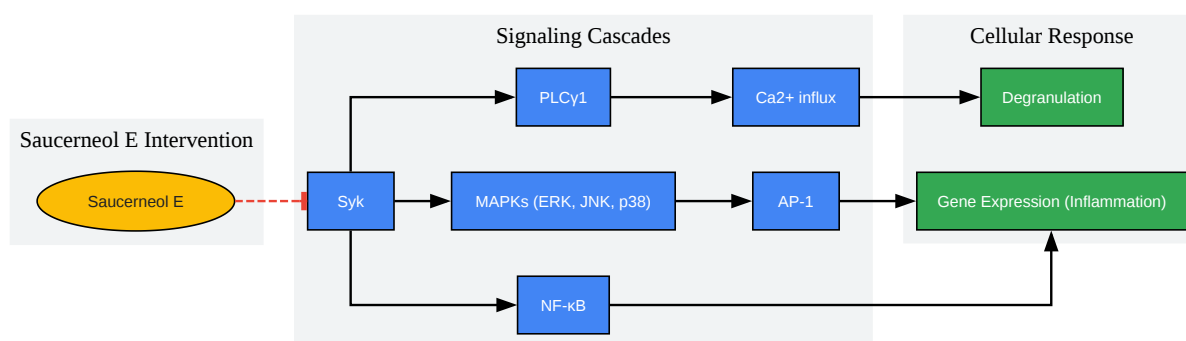 Signaling Cascades
Cellular Response
PLCγ1
Ca2+ influx
Degranulation
Saucerneol E Intervention
Saucerneol E
Syk
MAPKs (ERK, JNK, p38)
AP-1
Gene Expression (Inflammation)
NF-κB